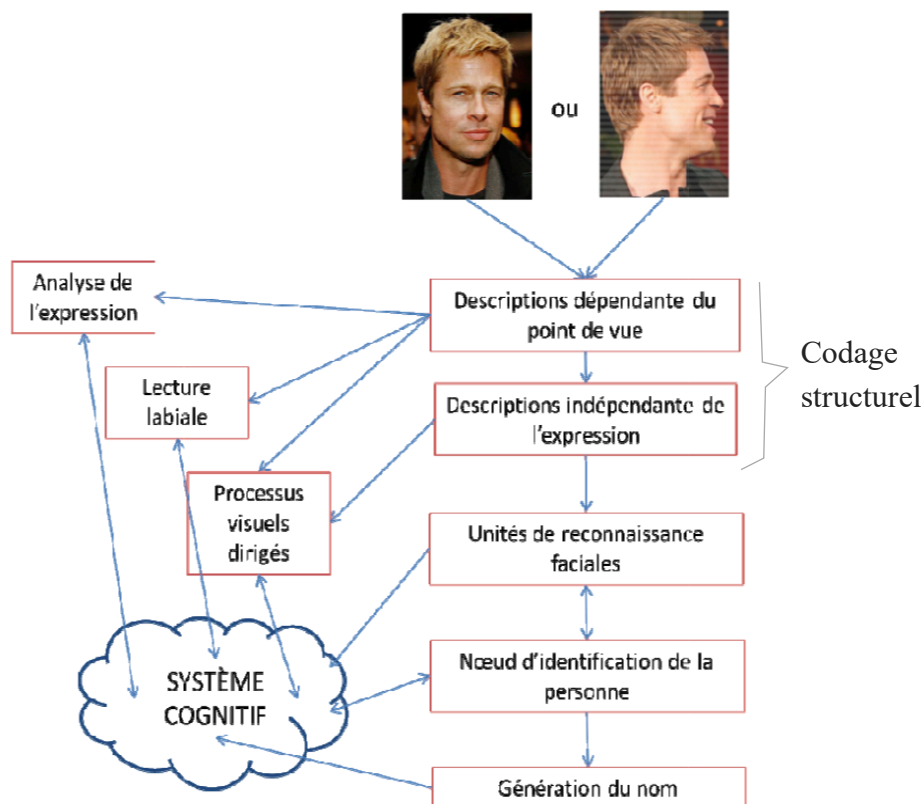 ou
Analyse de
l'expression
Descriptions dépendante du
point de vue
Codage
structurel
Lecture
labiale
Descriptions indépendante de
l'expression
Processus
visuels
dirigés
Unités de reconnaissance
faciales
SYSTÈME
COGNITIF
Nœud d'identification de la
personne
Génération du nom